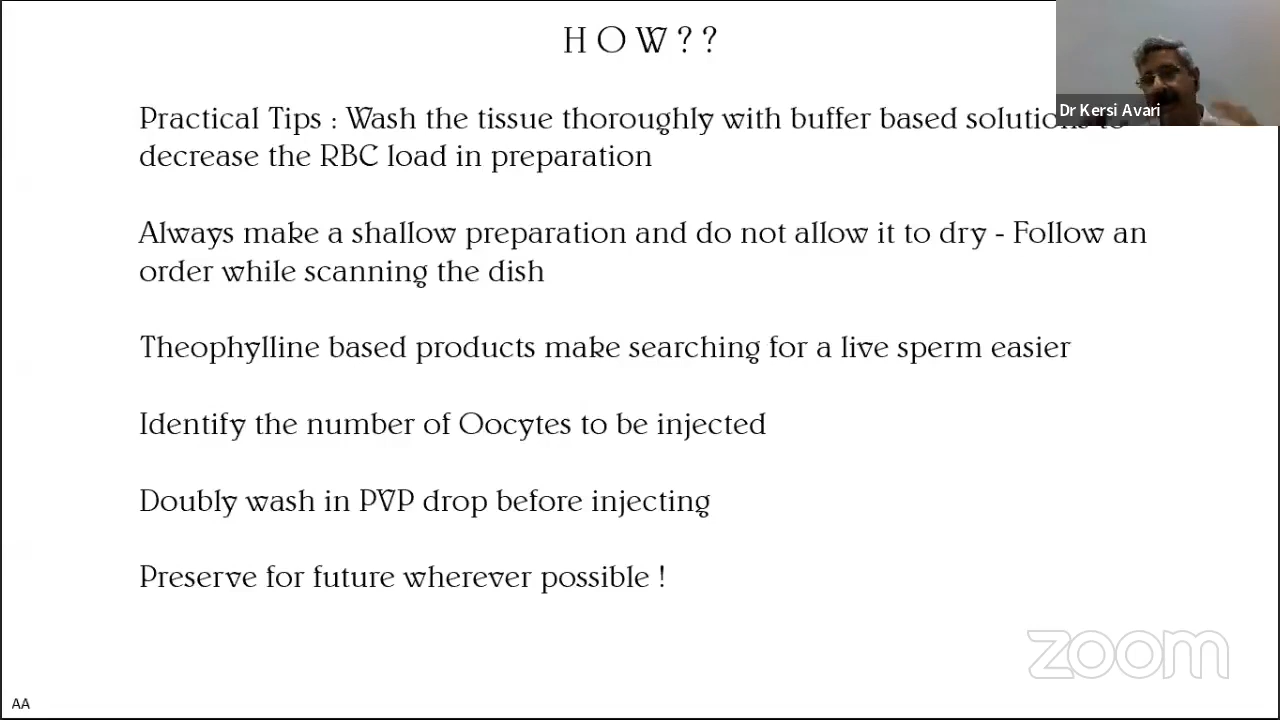 H O W ? ?
Dr Kersi Avari
Practical Tips : Wash the tissue thoroughly with buffer based solutions to
decrease the RBC load in preparation
Always make a shallow preparation and do not allow it to dry - Follow an
order while scanning the dish
Theophylline based products make searching for a live sperm easier
Identify the number of Oocytes to be injected
Doubly wash in PVP drop before injecting
Preserve for future wherever possible !
zoom
AA